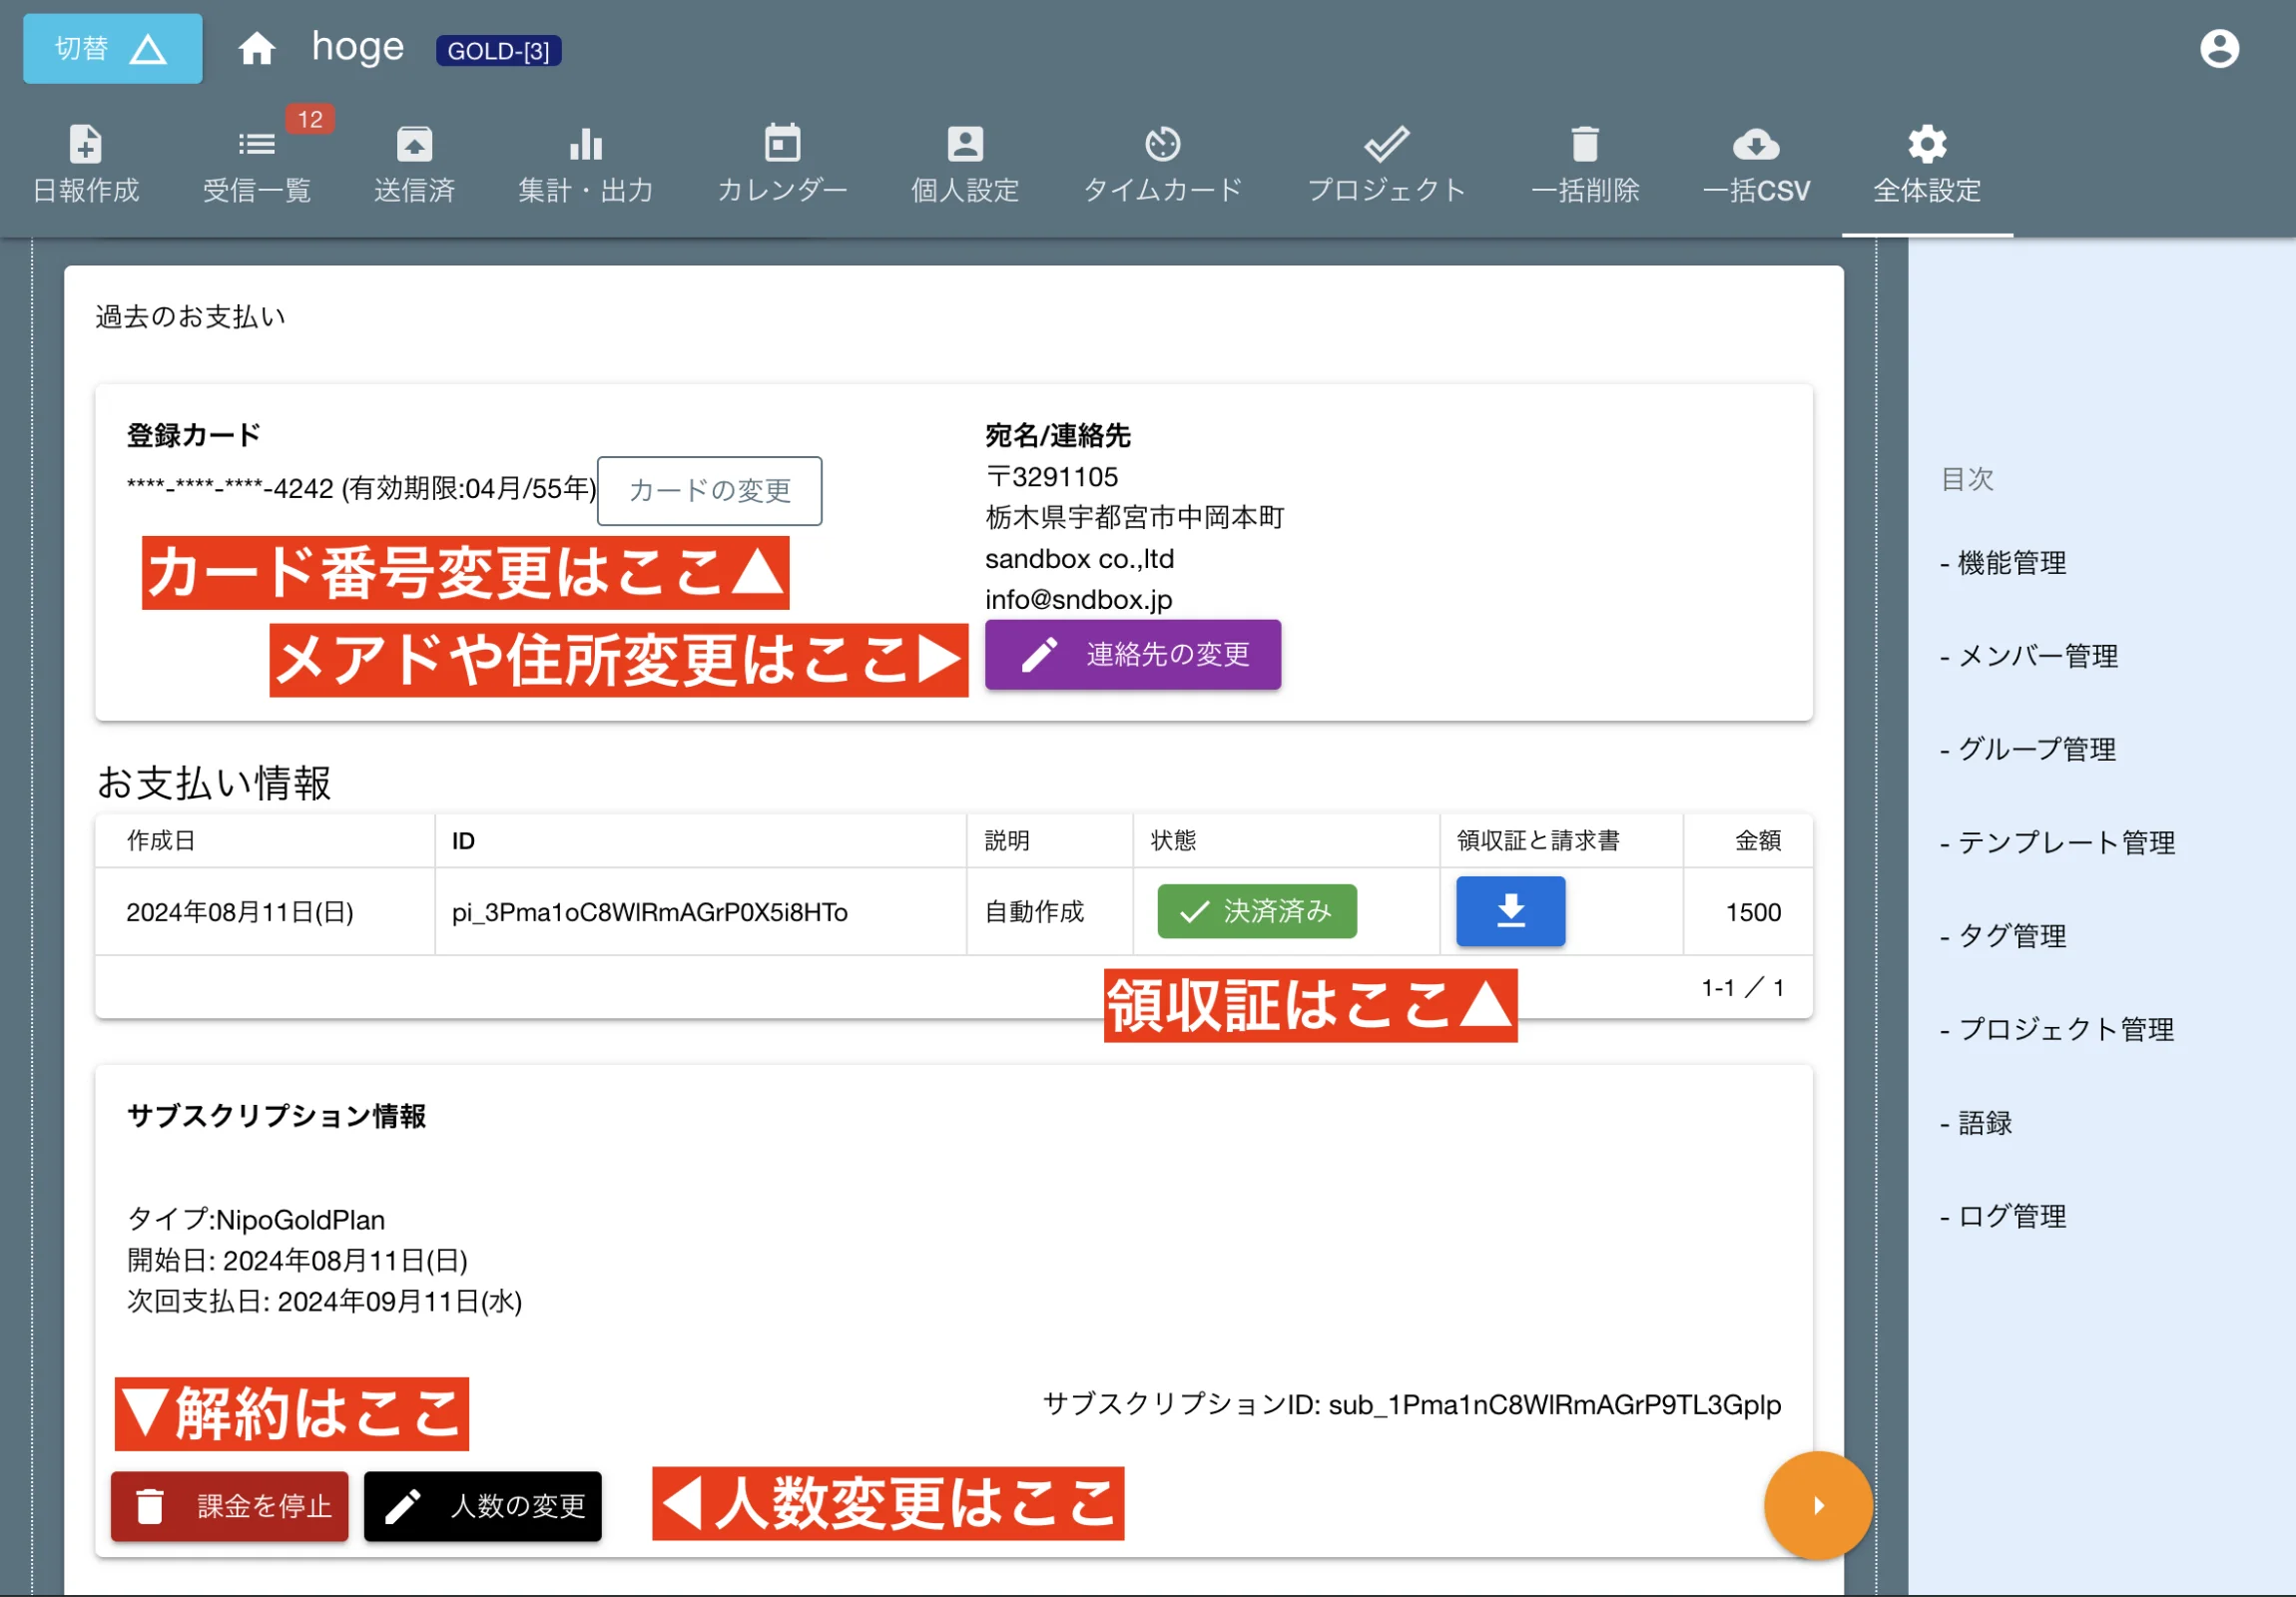 切替
hoge
GOLD-[3]
12
日報作成
受信一覧
送信済
集計・出力
カレンダー
個人設定
タイムカード
プロジェクト
一括削除
一括CSV
全体設定
過去のお支払い
登録カード
****-****-****-4242 (有効期限:04月/55年)
カードの変更
カード番号変更はここ▲
宛名/連絡先
〒3291105
栃木県宇都宮市中岡本町
sandbox co.,ltd
info@sndbox.jp
メアドや住所変更はここ▶
連絡先の変更
お支払い情報
作成日 ID 説明 状態 領収証と請求書 金額
2024年08月11日(日) pi_3Pma1oC8WlRmAGrP0X5i8HTo 自動作成 決済済み 1500
1-1 ／ 1
領収証はここ▲
サブスクリプション情報
タイプ:NipoGoldPlan
開始日: 2024年08月11日(日)
次回支払日: 2024年09月11日(水)
サブスクリプションID: sub_1Pma1nC8WlRmAGrP9TL3Gplp
▼解約はここ
課金を停止
人数の変更
◀人数変更はここ
目次
- 機能管理
- メンバー管理
- グループ管理
- テンプレート管理
- タグ管理
- プロジェクト管理
- 語録
- ログ管理